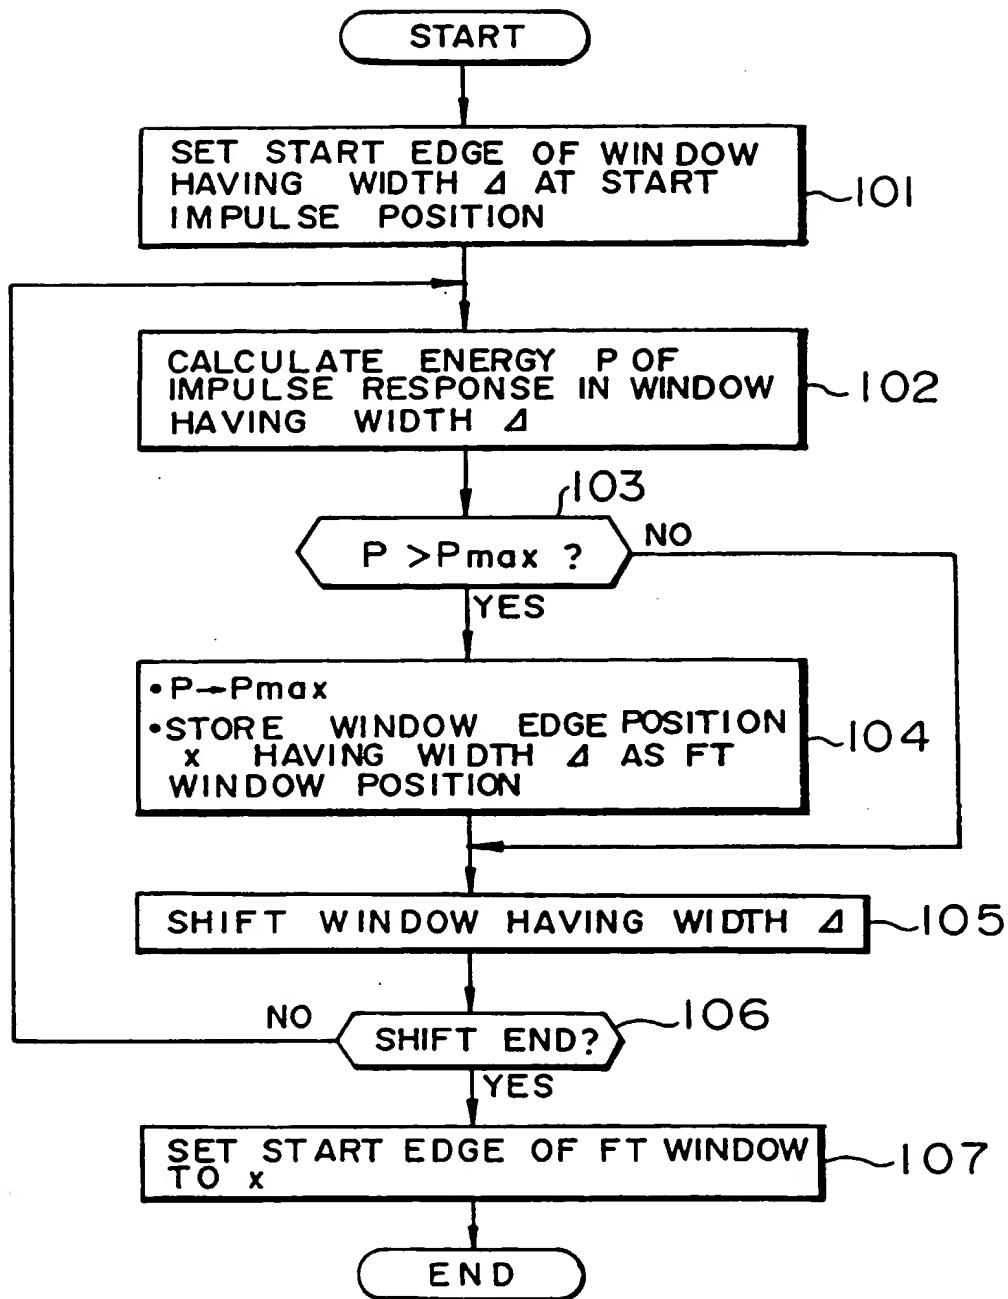 START
SET START EDGE OF WINDOW
HAVING WIDTH Δ AT START
IMPULSE POSITION
101
CALCULATE ENERGY P OF
IMPULSE RESPONSE IN WINDOW
HAVING WIDTH Δ
102
103
P >Pmax ?
NO
YES
•P→Pmax
•STORE WINDOW EDGE POSITION
x HAVING WIDTH Δ AS FT
WINDOW POSITION
104
SHIFT WINDOW HAVING WIDTH Δ
105
NO
SHIFT END?
106
YES
SET START EDGE OF FT WINDOW
TO x
107
END